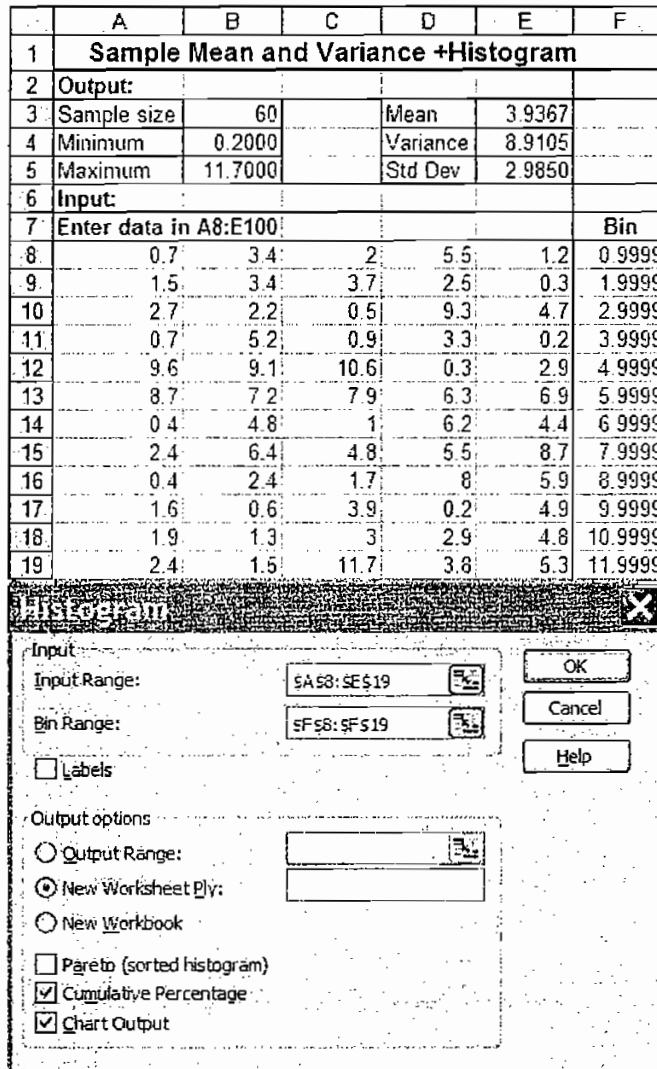 A B C D E F
1 Sample Mean and Variance +Histogram
2 Output:
3 Sample size 60 Mean 3.9367
4 Minimum 0.2000 Variance 8.9105
5 Maximum 11.7000 Std Dev 2.9850
6 Input:
7 Enter data in A8:E100 Bin
8 0.7 3.4 2 5.5 1.2 0.9999
9 1.5 3.4 3.7 2.5 0.3 1.9999
10 2.7 2.2 0.5 9.3 4.7 2.9999
11 0.7 5.2 0.9 3.3 0.2 3.9999
12 9.6 9.1 10.6 0.3 2.9 4.9999
13 8.7 7.2 7.9 6.3 6.9 5.9999
14 0.4 4.8 1 6.2 4.4 6.9999
15 2.4 6.4 4.8 5.5 8.7 7.9999
16 0.4 2.4 1.7 8 5.9 8.9999
17 1.6 0.6 3.9 0.2 4.9 9.9999
18 1.9 1.3 3 2.9 4.8 10.9999
19 2.4 1.5 11.7 3.8 5.3 11.9999
Histogram
Input
Input Range: $A$8:$E$19 OK
Bin Range: $F$8:$F$19 Cancel
Labels Help
Output options
Output Range:
New Worksheet Ply:
New Workbook
Pareto (sorted histogram)
Cumulative Percentage
Chart Output